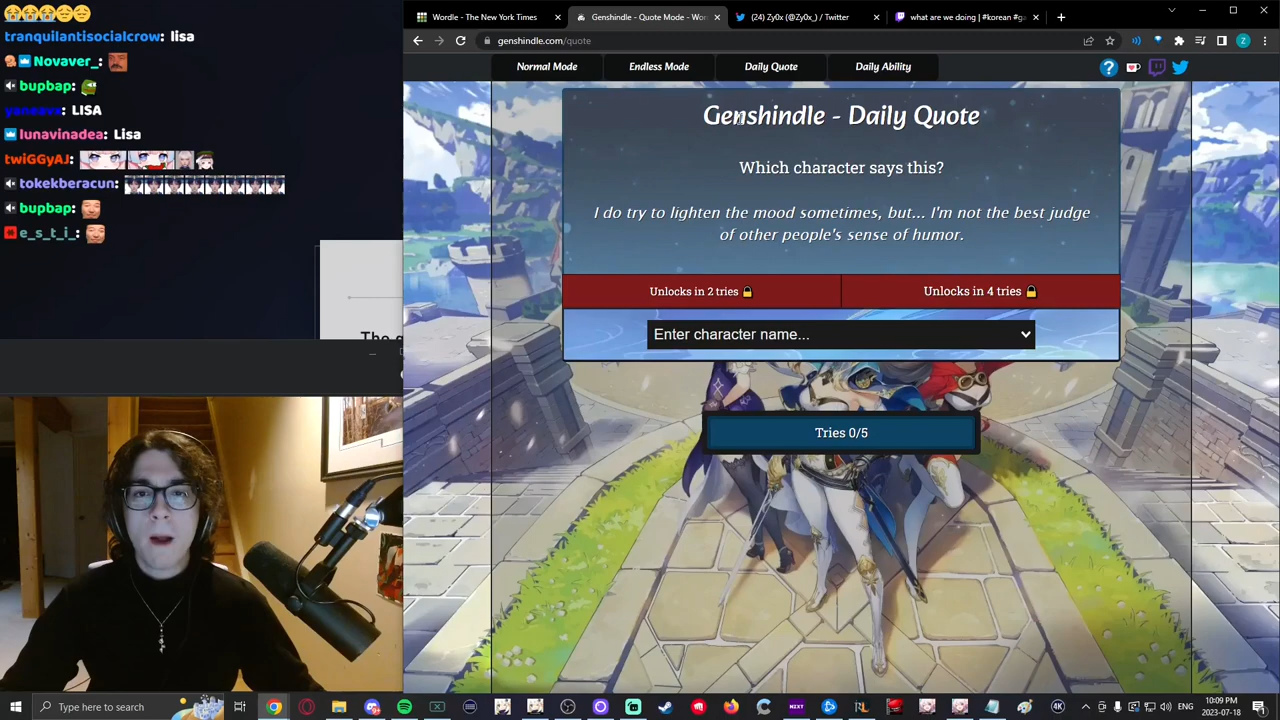 tranquilantisocialcrow: lisa
Novaver_:
bupbap:
LISA
lunavinadea: Lisa
twiGGyAJ:
tokekberacun:
bupbap:
e_s_t_i_:
Wordle - The New York Times
Genshindle - Quote Mode - Wo
(24) Zy0x (@Zy0x_) / Twitter
what are we doing | #korean #ga
genshindle.com/quote
Normal Mode
Endless Mode
Daily Quote
Daily Ability
Genshindle - Daily Quote
Which character says this?
I do try to lighten the mood sometimes, but... I'm not the best judge
of other people's sense of humor.
Unlocks in 2 tries
Unlocks in 4 tries
Enter character name...
Tries 0/5
Type here to search
10:09 PM
2023-07-18